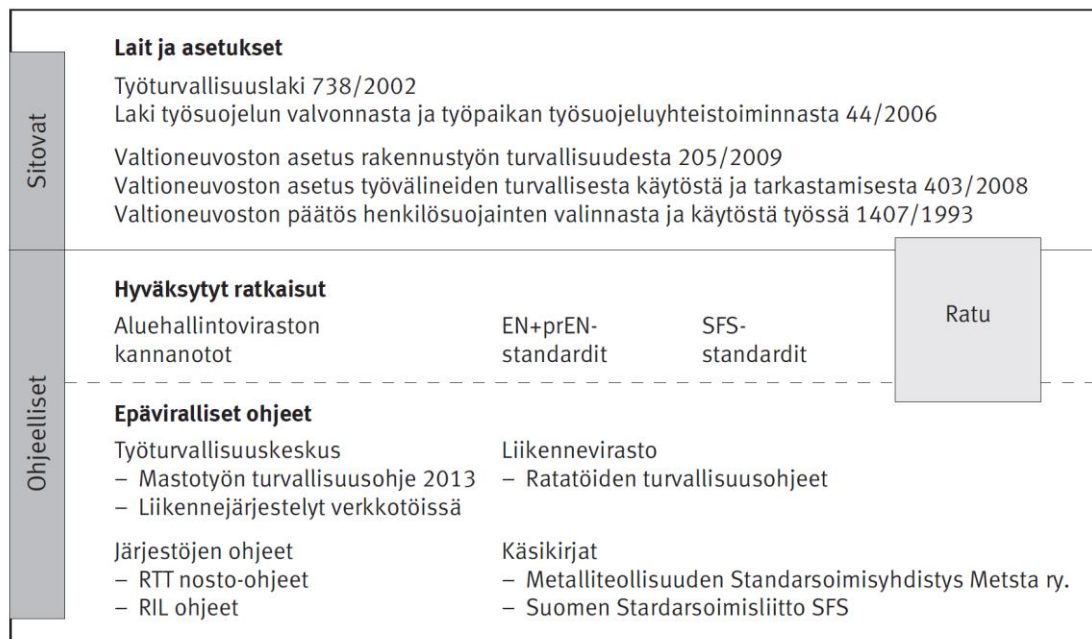 Sitovat
Lait ja asetukset
Työturvallisuuslaki 738/2002
Laki työsuojelun valvonnasta ja työpaikan työsuojeluyhteistoiminnasta 44/2006
Valtioneuvoston asetus rakennustyön turvallisuudesta 205/2009
Valtioneuvoston asetus työvälineiden turvallisesta käytöstä ja tarkastamisesta 403/2008
Valtioneuvoston päätös henkilösuojainten valinnasta ja käytöstä työssä 1407/1993
Ohjeelliset
Hyväksytyt ratkaisut
Aluehallintoviraston
kannanotot
EN+prEN-
standardit
SFS-
standardit
Ratu
Epäviralliset ohjeet
Työturvallisuuskeskus
– Mastotyön turvallisuusohje 2013
– Liikennejärjestelyt verkkotöissä
Liikennevirasto
– Ratatöiden turvallisuusohjeet
Järjestöjen ohjeet
– RTT nosto-ohjeet
– RIL ohjeet
Käsikirjat
– Metalliteollisuuden Standarsoimisyhdistys Metsta ry.
– Suomen Stardarsoimisliitto SFS